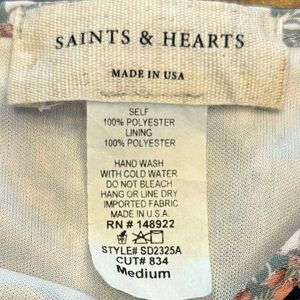 SAINTS & HEARTS
MADE IN USA
SELF
100% POLYESTER
LINING
100% POLYESTER
HAND WASH
WITH COLD WATER
DO NOT BLEACH
HANG OR LINE DRY
IMPORTED FABRIC
MADE IN U.S.A.
RN # 148922
STYLE# SD2325A
CUT# 834
Medium